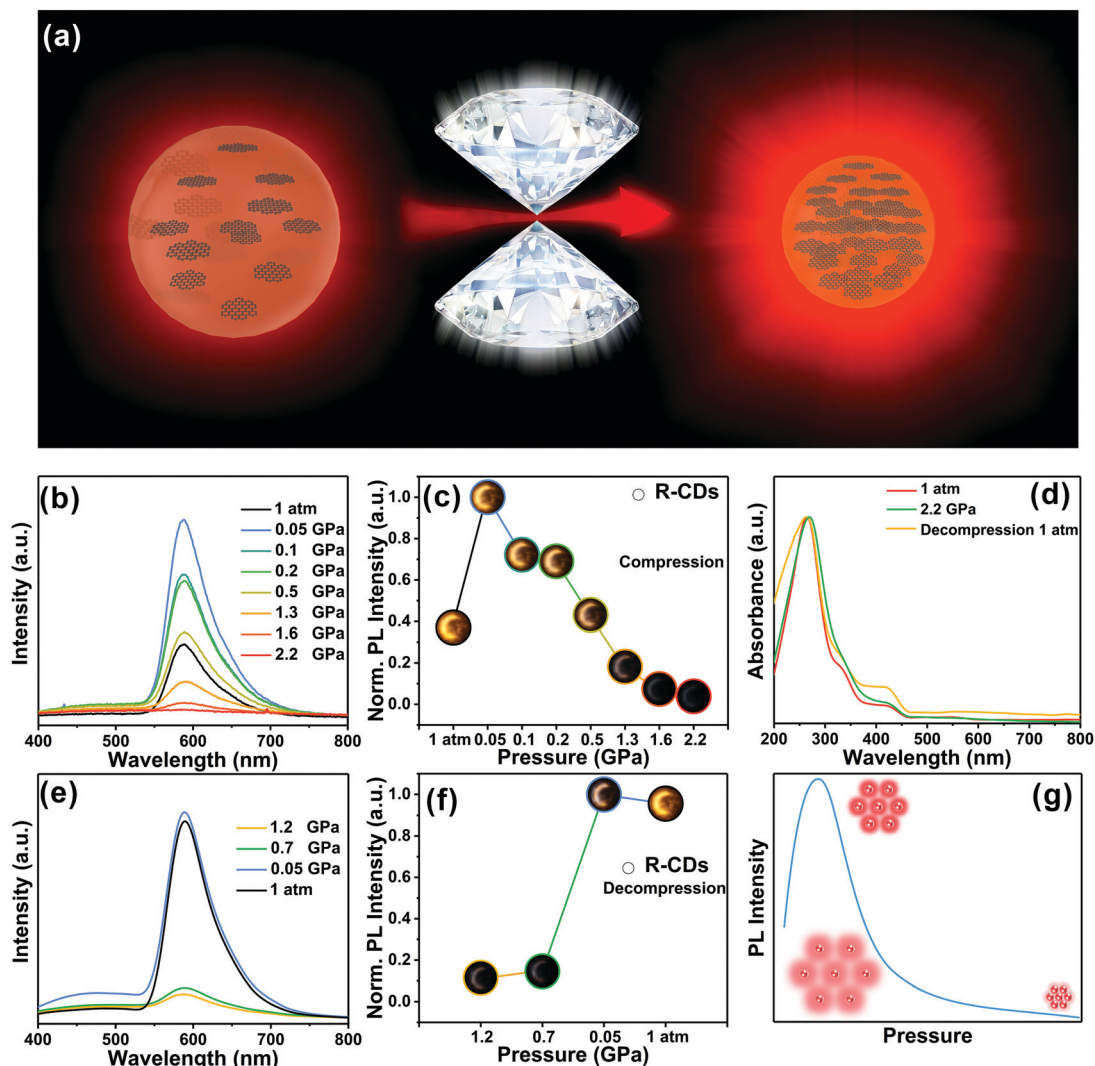 (a)
(b)
Intensity (a.u.)
1 atm
0.05 GPa
0.1 GPa
0.2 GPa
0.5 GPa
1.3 GPa
1.6 GPa
2.2 GPa
400 500 600 700 800
Wavelength (nm)
(c)
Norm. PL Intensity (a.u.)
1.0
0.8
0.6
0.4
0.2
0.0
R-CDs
Compression
1 atm 0.05 0.1 0.2 0.5 1.3 1.6 2.2
Pressure (GPa)
(d)
Absorbance (a.u.)
1 atm
2.2 GPa
Decompression 1 atm
200 300 400 500 600 700 800
Wavelength (nm)
(e)
Intensity (a.u.)
1.2 GPa
0.7 GPa
0.05 GPa
1 atm
400 500 600 700 800
Wavelength (nm)
(f)
Norm. PL Intensity (a.u.)
1.0
0.8
0.6
0.4
0.2
0.0
R-CDs
Decompression
1.2 0.7 0.05 1 atm
Pressure (GPa)
(g)
PL Intensity
Pressure